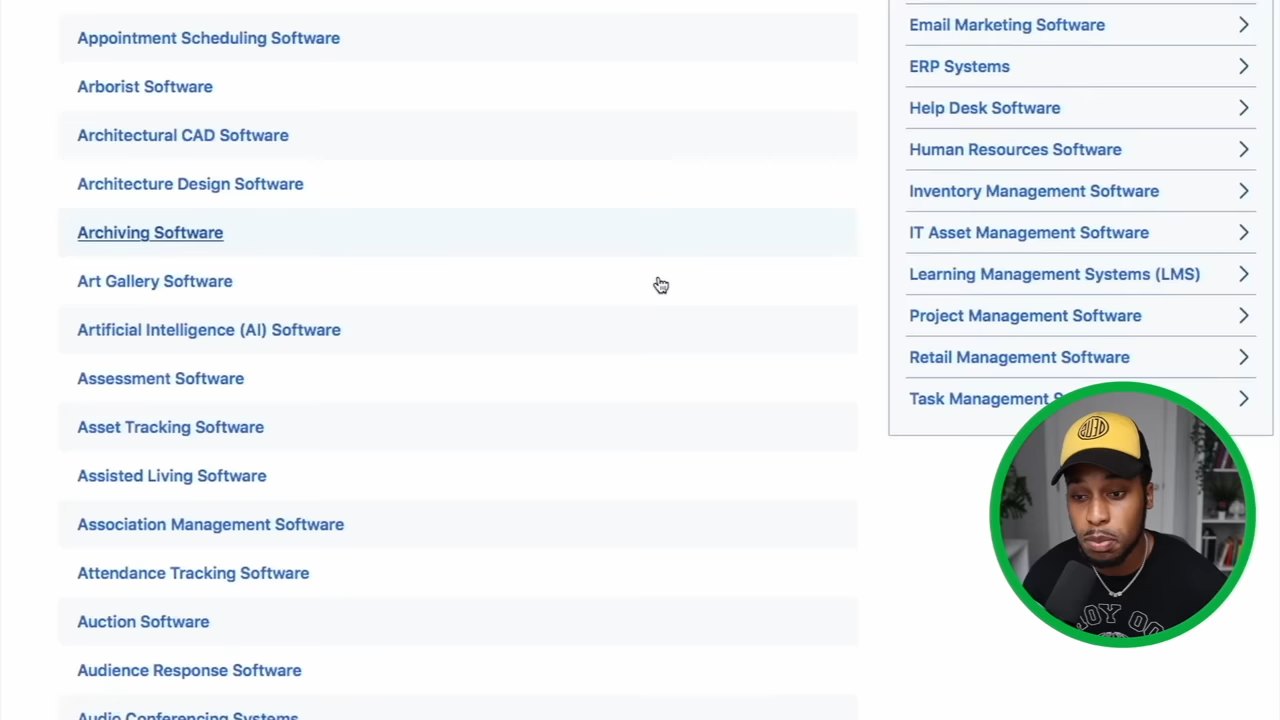 Appointment Scheduling Software
Arborist Software
Architectural CAD Software
Architecture Design Software
Archiving Software
Art Gallery Software
Artificial Intelligence (AI) Software
Assessment Software
Asset Tracking Software
Assisted Living Software
Association Management Software
Attendance Tracking Software
Auction Software
Audience Response Software
Audio Conferencing Systems
Email Marketing Software
ERP Systems
Help Desk Software
Human Resources Software
Inventory Management Software
IT Asset Management Software
Learning Management Systems (LMS)
Project Management Software
Retail Management Software
Task Management